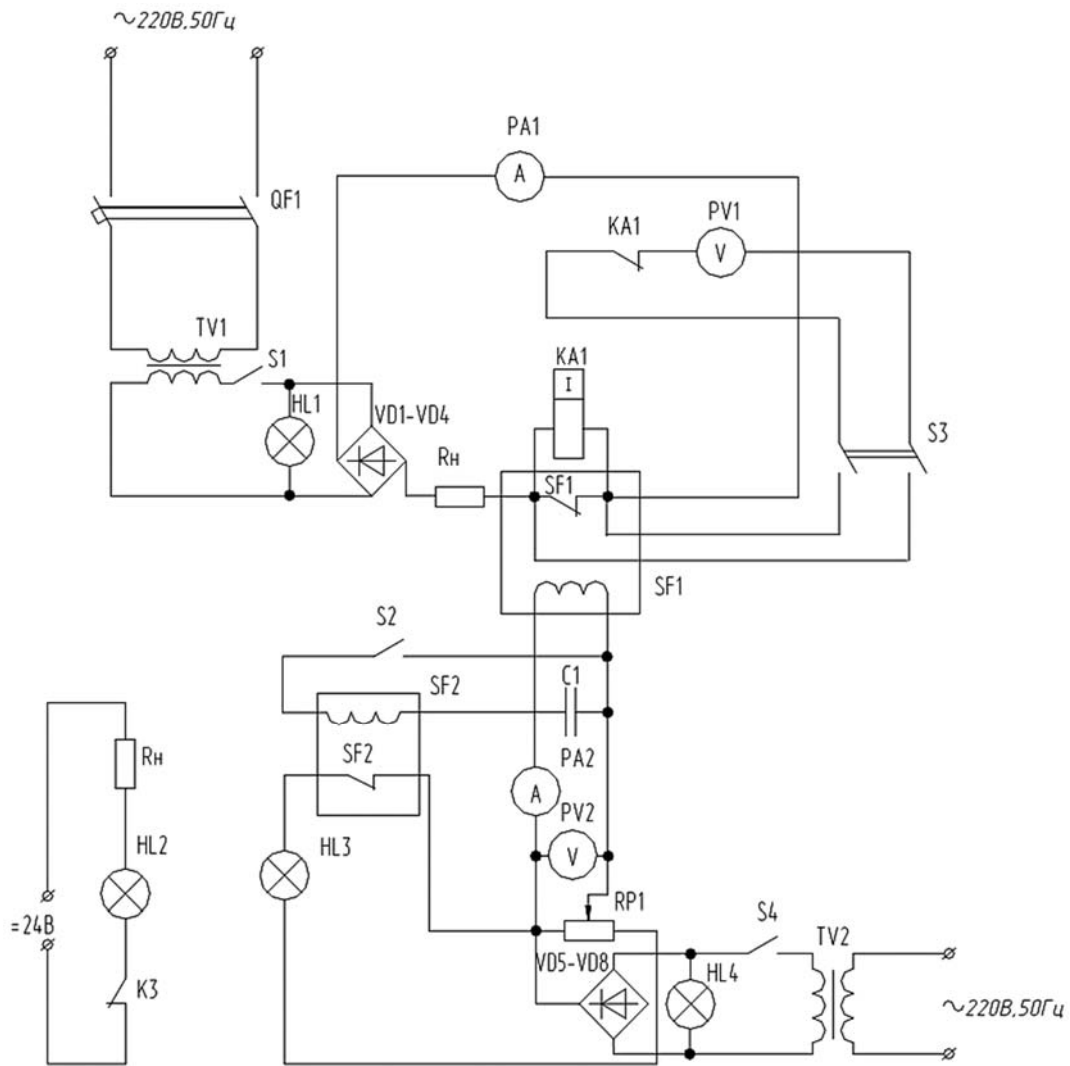 ~220В,50Гц
PA1
A
QF1
KA1
PV1
V
TV1
S1
KA1
I
HL1
VD1-VD4
S3
Rн
SF1
SF1
S2
C1
SF2
Rн
SF2
PA2
A
PV2
HL2
HL3
V
RP1
S4
TV2
=24В
VD5-VD8
HL4
K3
~220В,50Гц